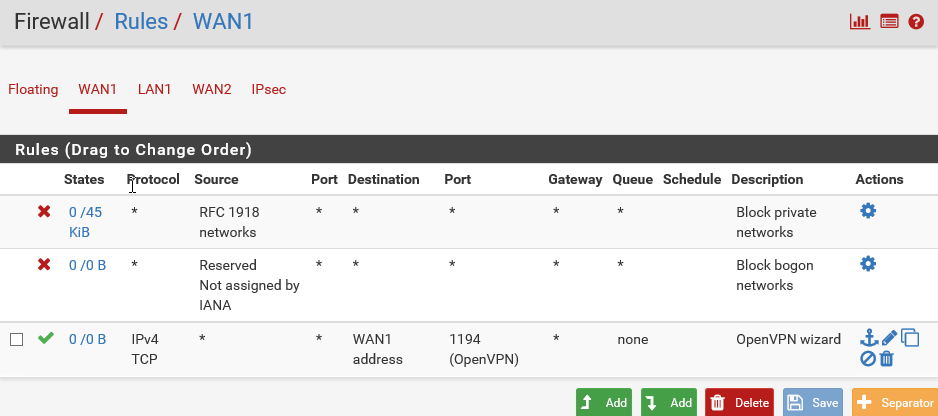 Firewall / Rules / WAN1
Floating WAN1 LAN1 WAN2 IPsec
Rules (Drag to Change Order)
States Protocol Source Port Destination Port Gateway Queue Schedule Description Actions
0 /45 * RFC 1918 * * * * * Block private
KiB networks networks
0 /0 B * Reserved * * * * * Block bogon
Not assigned by networks
IANA
0 /0 B IPv4 * * WAN1 1194 * none OpenVPN wizard
TCP address (OpenVPN)
Add Add Delete Save Separator